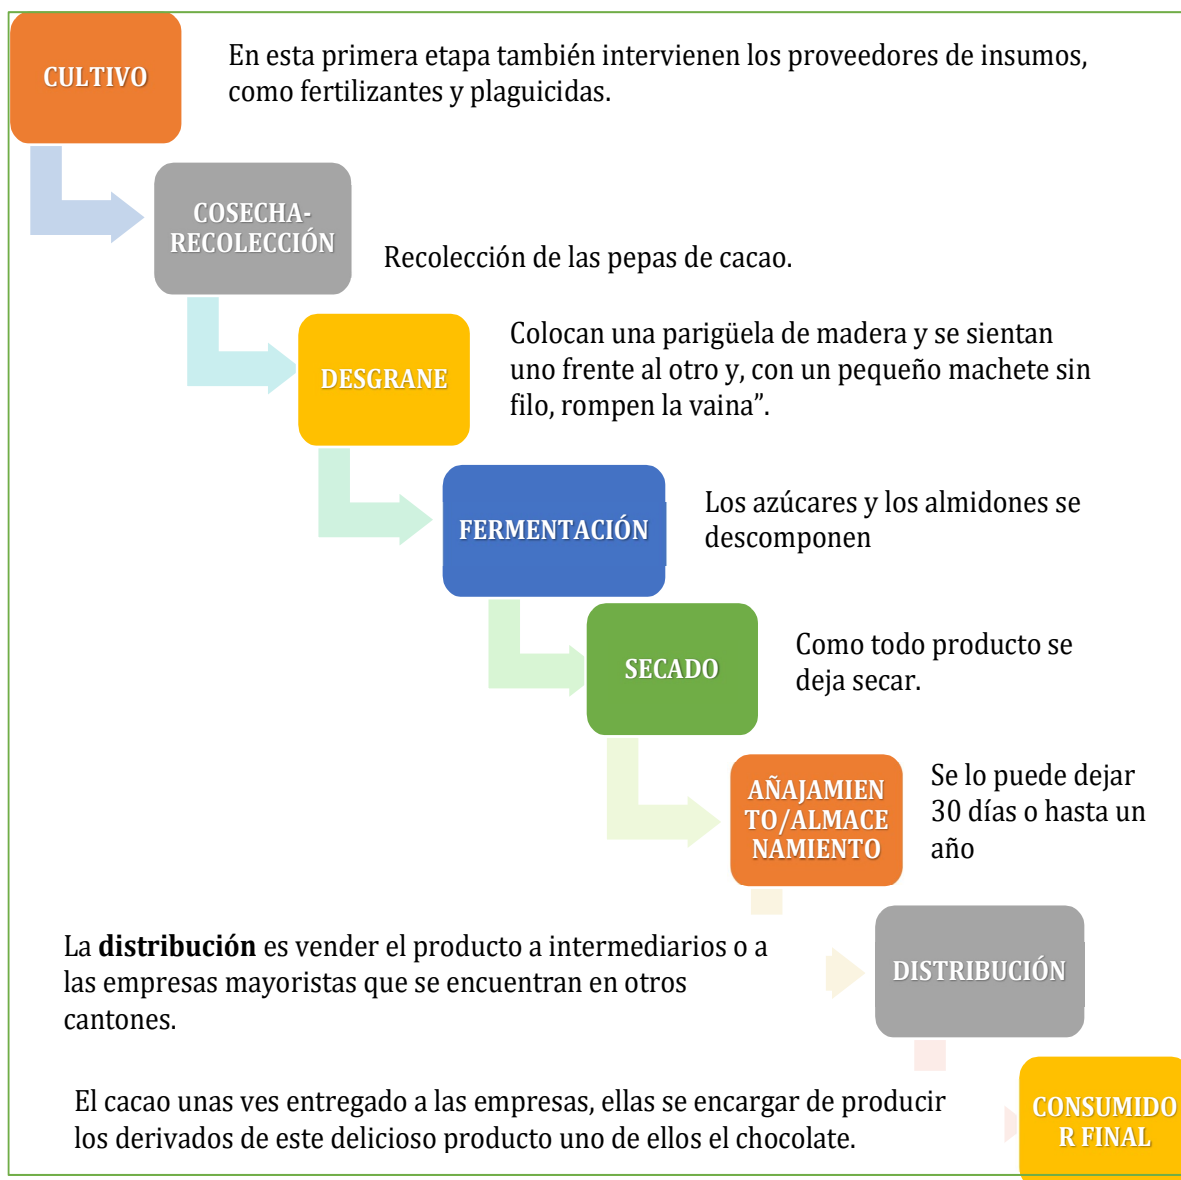 CULTIVO
En esta primera etapa también intervienen los proveedores de insumos,
como fertilizantes y plaguicidas.
COSECHA-
RECOLECCIÓN
Recolección de las pepas de cacao.
DESGRANE
Colocan una parigüela de madera y se sientan
uno frente al otro y, con un pequeño machete sin
filo, rompen la vaina”.
FERMENTACIÓN
Los azúcares y los almidones se
descomponen
SECADO
Como todo producto se
deja secar.
AÑAJAMIEN
TO/ALMACE
NAMIENTO
Se lo puede dejar
30 días o hasta un
año
La distribución es vender el producto a intermediarios o a
las empresas mayoristas que se encuentran en otros
cantones.
DISTRIBUCIÓN
El cacao unas ves entregado a las empresas, ellas se encargar de producir
los derivados de este delicioso producto uno de ellos el chocolate.
CONSUMIDO
R FINAL